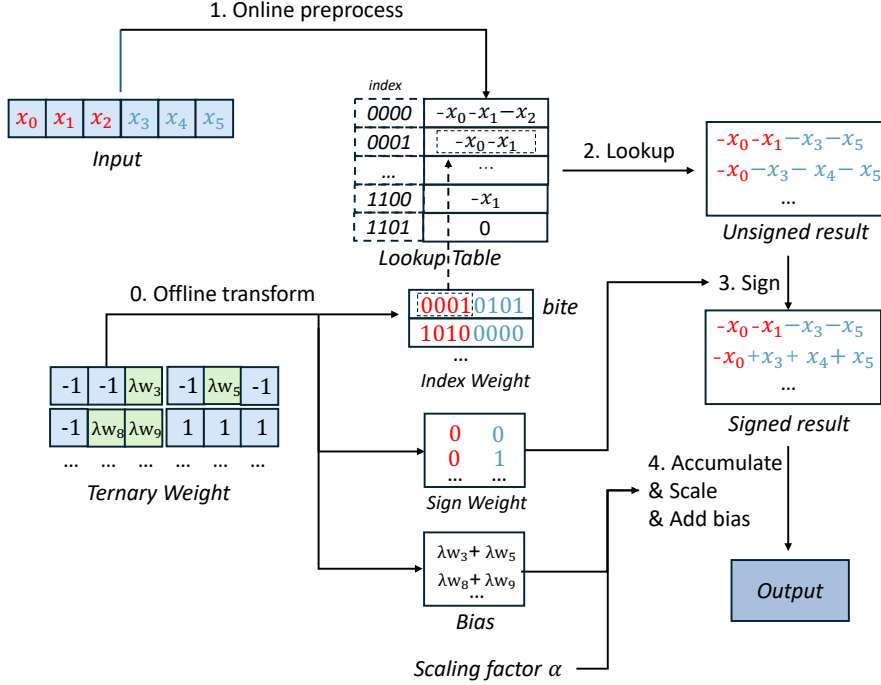 1. Online preprocess
index
x₀ x₁ x₂ x₃ x₄ x₅
Input
0000 -x₀-x₁-x₂
0001 -x₀-x₁
... ...
1100 -x₁
1101 0
Lookup Table
2. Lookup
-x₀-x₁-x₃-x₅
-x₀-x₃-x₄-x₅
...
Unsigned result
0. Offline transform
00010101 bite
10100000
...
Index Weight
3. Sign
-x₀-x₁-x₃-x₅
-x₀+x₃+x₄+x₅
...
Signed result
-1 -1 λw₃ -1 λw₅ -1
-1 λw₈ λw₉ 1 1 1
... ... ... ... ... ...
Ternary Weight
0 0
0 1
... ...
Sign Weight
4. Accumulate
& Scale
& Add bias
λw₃+ λw₅
λw₈+ λw₉
...
Bias
Output
Scaling factor α